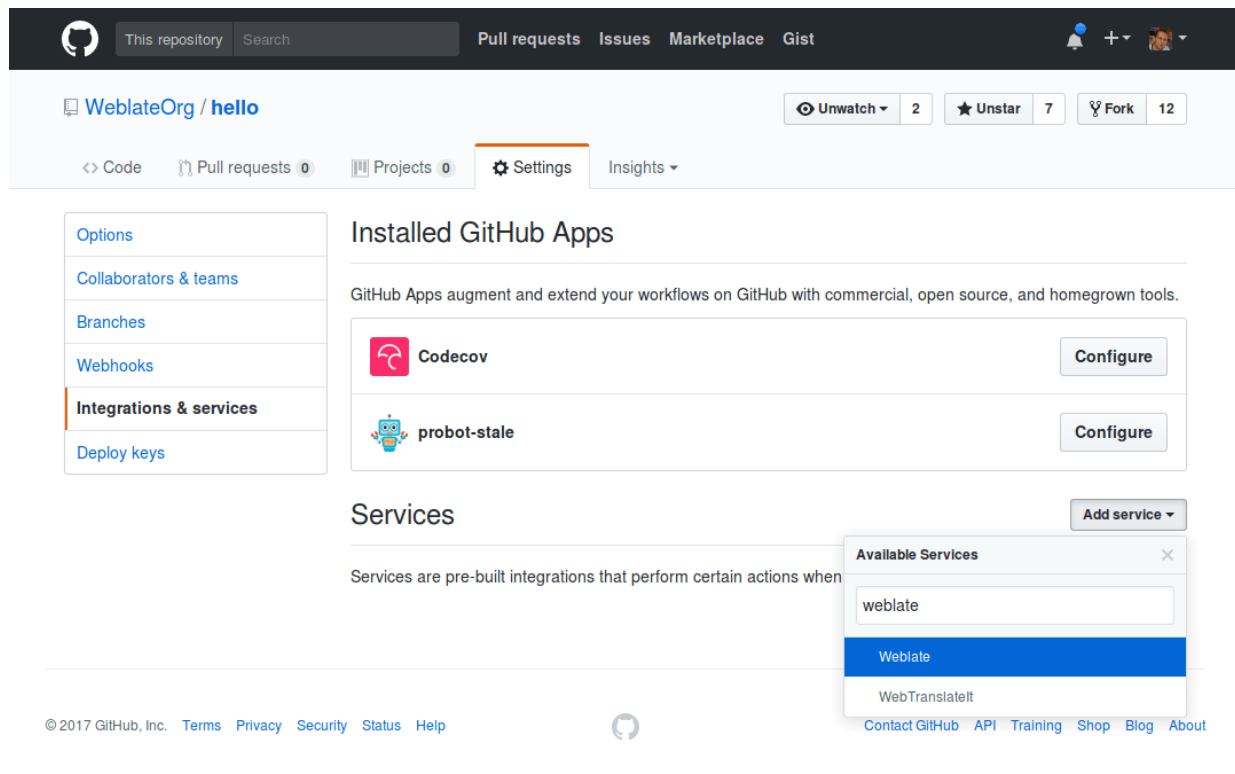 This repository Search Pull requests Issues Marketplace Gist
WeblateOrg / hello Unwatch 2 Unstar 7 Fork 12
<> Code Pull requests 0 Projects 0 Settings Insights
Options
Collaborators & teams
Branches
Webhooks
Integrations & services
Deploy keys
Installed GitHub Apps
GitHub Apps augment and extend your workflows on GitHub with commercial, open source, and homegrown tools.
Codecov Configure
probot-stale Configure
Services Add service
Services are pre-built integrations that perform certain actions when
Available Services ×
weblate
Weblate
WebTranslateIt
© 2017 GitHub, Inc. Terms Privacy Security Status Help Contact GitHub API Training Shop Blog About